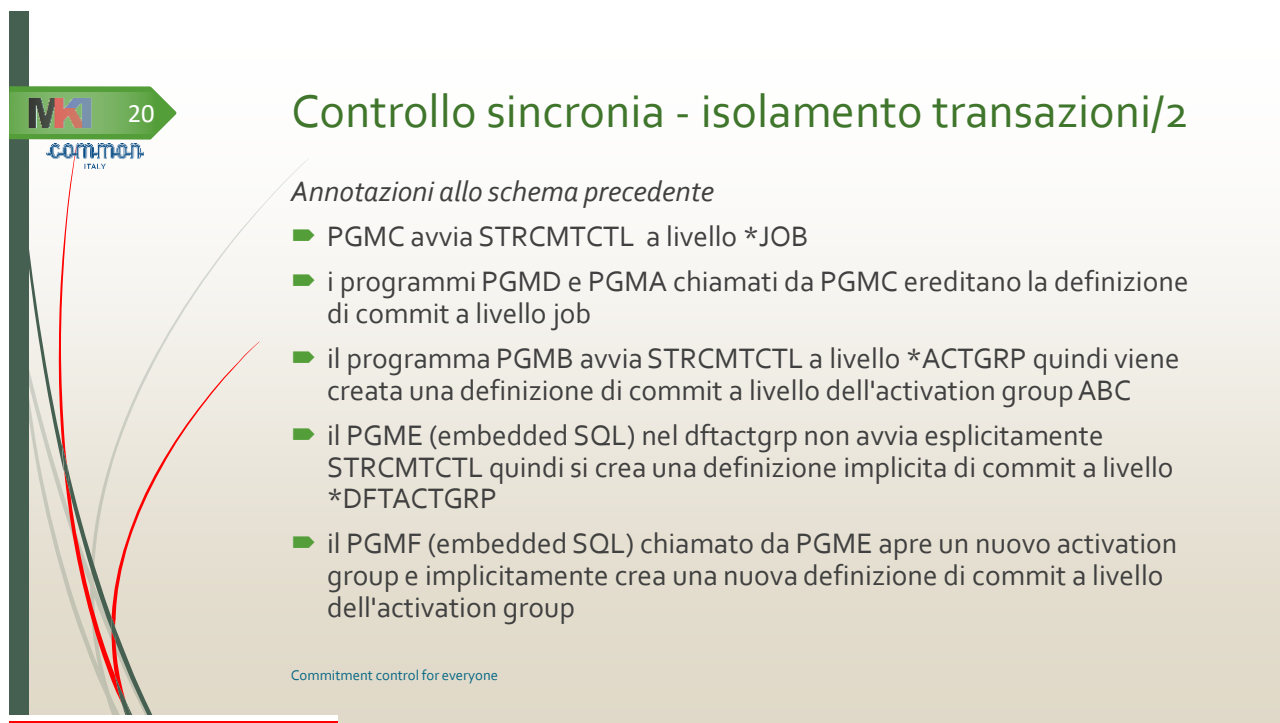 MK1
20
common
ITALY
Controllo sincronia - isolamento transazioni/2
Annotazioni allo schema precedente
PGMC avvia STRCMTCTL a livello *JOB
i programmi PGMD e PGMA chiamati da PGMC ereditano la definizione
di commit a livello job
il programma PGMB avvia STRCMTCTL a livello *ACTGRP quindi viene
creata una definizione di commit a livello dell'activation group ABC
il PGME (embedded SQL) nel dftactgrp non avvia esplicitamente
STRCMTCTL quindi si crea una definizione implicita di commit a livello
*DFTACTGRP
il PGMF (embedded SQL) chiamato da PGME apre un nuovo activation
group e implicitamente crea una nuova definizione di commit a livello
dell'activation group
Commitment control for everyone